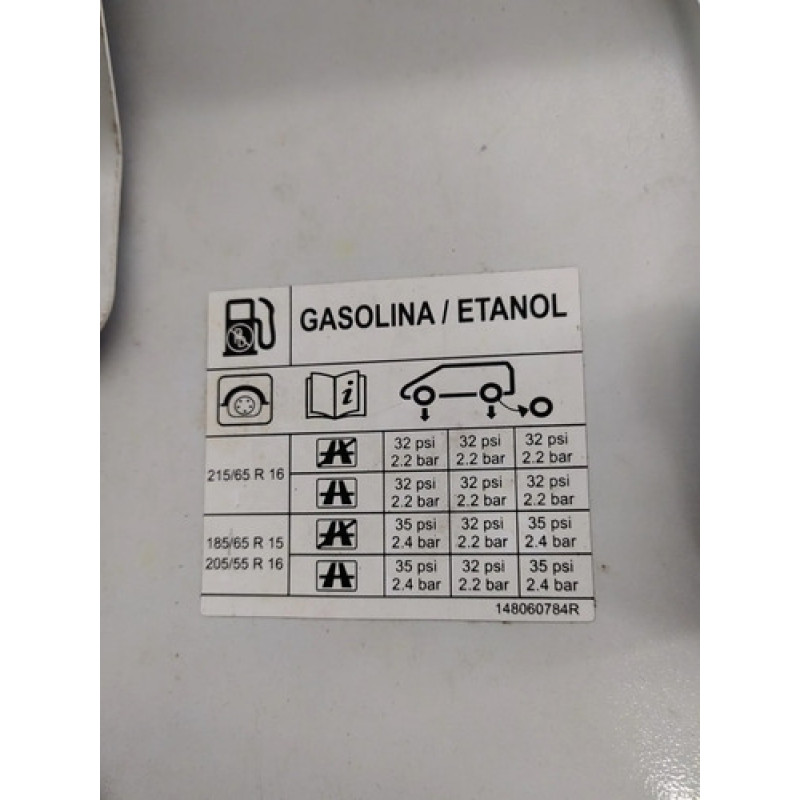 GASOLINA / ETANOL
i
215/65 R 16
32 psi 32 psi 32 psi
2.2 bar 2.2 bar 2.2 bar
32 psi 32 psi 32 psi
2.2 bar 2.2 bar 2.2 bar
185/65 R 15
205/55 R 16
35 psi 32 psi 35 psi
2.4 bar 2.2 bar 2.4 bar
35 psi 32 psi 35 psi
2.4 bar 2.2 bar 2.4 bar
148060784R